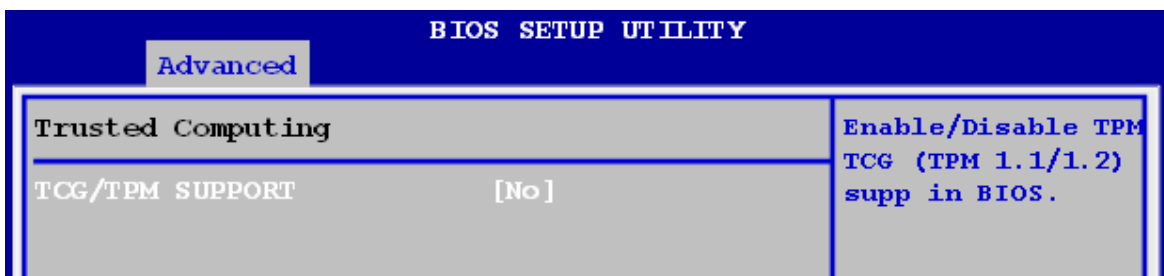 BIOS SETUP UTILITY
Advanced
Trusted Computing
TCG/TPM SUPPORT [No]
Enable/Disable TPM
TCG (TPM 1.1/1.2)
supp in BIOS.